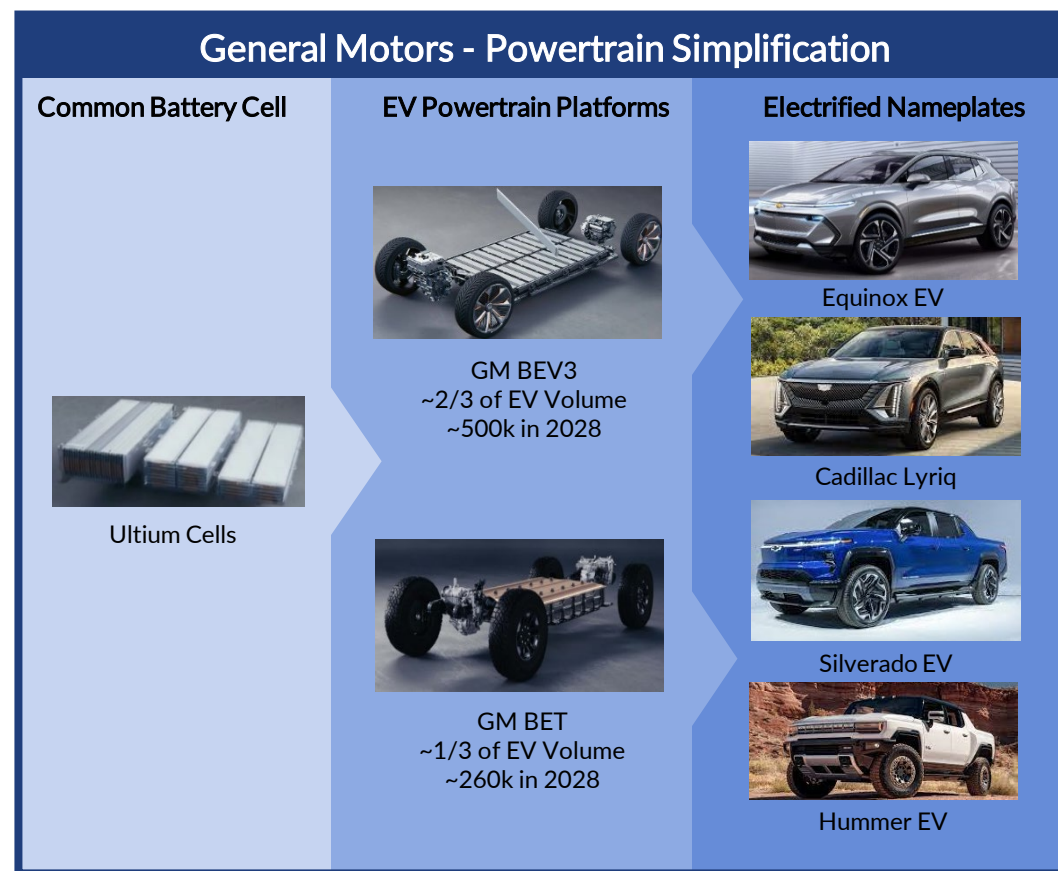 General Motors - Powertrain Simplification
Common Battery Cell
Ultium Cells
EV Powertrain Platforms
GM BEV3
~2/3 of EV Volume
~500k in 2028
GM BET
~1/3 of EV Volume
~260k in 2028
Electrified Nameplates
Equinox EV
Cadillac Lyriq
Silverado EV
Hummer EV